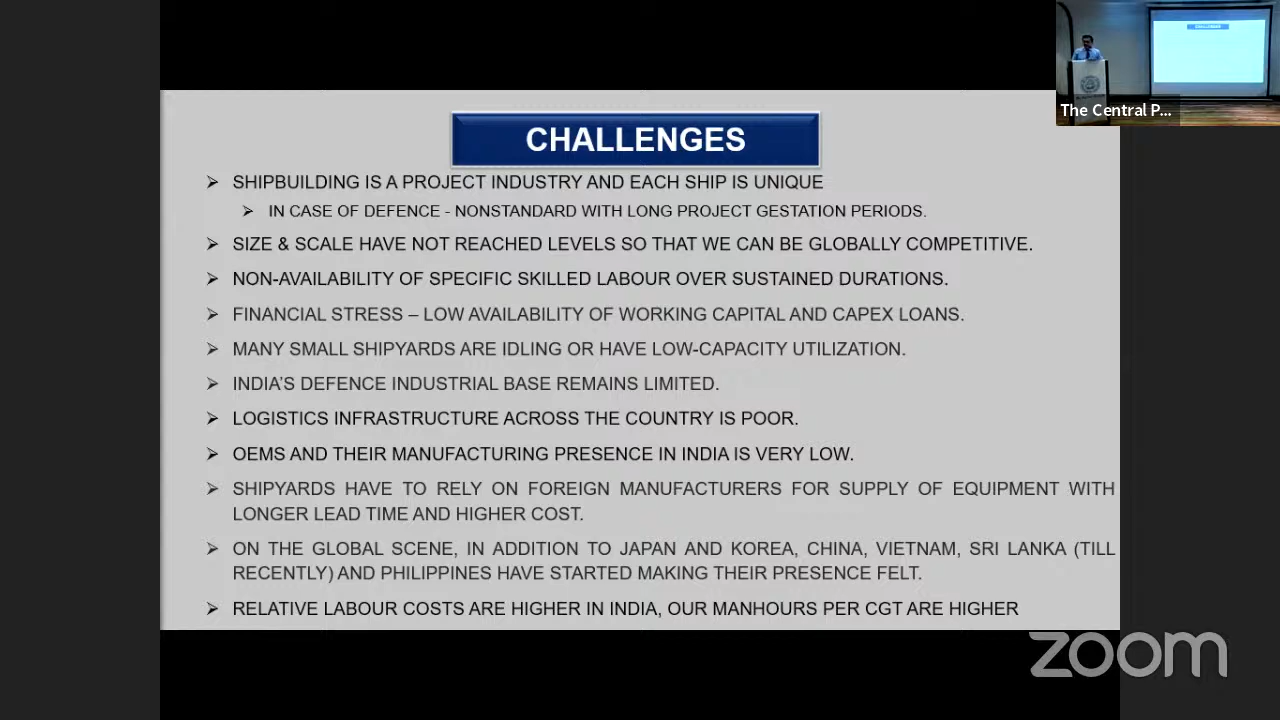 CHALLENGES
➢ SHIPBUILDING IS A PROJECT INDUSTRY AND EACH SHIP IS UNIQUE
➢ IN CASE OF DEFENCE - NONSTANDARD WITH LONG PROJECT GESTATION PERIODS.
➢ SIZE & SCALE HAVE NOT REACHED LEVELS SO THAT WE CAN BE GLOBALLY COMPETITIVE.
➢ NON-AVAILABILITY OF SPECIFIC SKILLED LABOUR OVER SUSTAINED DURATIONS.
➢ FINANCIAL STRESS – LOW AVAILABILITY OF WORKING CAPITAL AND CAPEX LOANS.
➢ MANY SMALL SHIPYARDS ARE IDLING OR HAVE LOW-CAPACITY UTILIZATION.
➢ INDIA'S DEFENCE INDUSTRIAL BASE REMAINS LIMITED.
➢ LOGISTICS INFRASTRUCTURE ACROSS THE COUNTRY IS POOR.
➢ OEMS AND THEIR MANUFACTURING PRESENCE IN INDIA IS VERY LOW.
➢ SHIPYARDS HAVE TO RELY ON FOREIGN MANUFACTURERS FOR SUPPLY OF EQUIPMENT WITH
LONGER LEAD TIME AND HIGHER COST.
➢ ON THE GLOBAL SCENE, IN ADDITION TO JAPAN AND KOREA, CHINA, VIETNAM, SRI LANKA (TILL
RECENTLY) AND PHILIPPINES HAVE STARTED MAKING THEIR PRESENCE FELT.
➢ RELATIVE LABOUR COSTS ARE HIGHER IN INDIA, OUR MANHOURS PER CGT ARE HIGHER
CHALLENGES
The Central P...
zoom